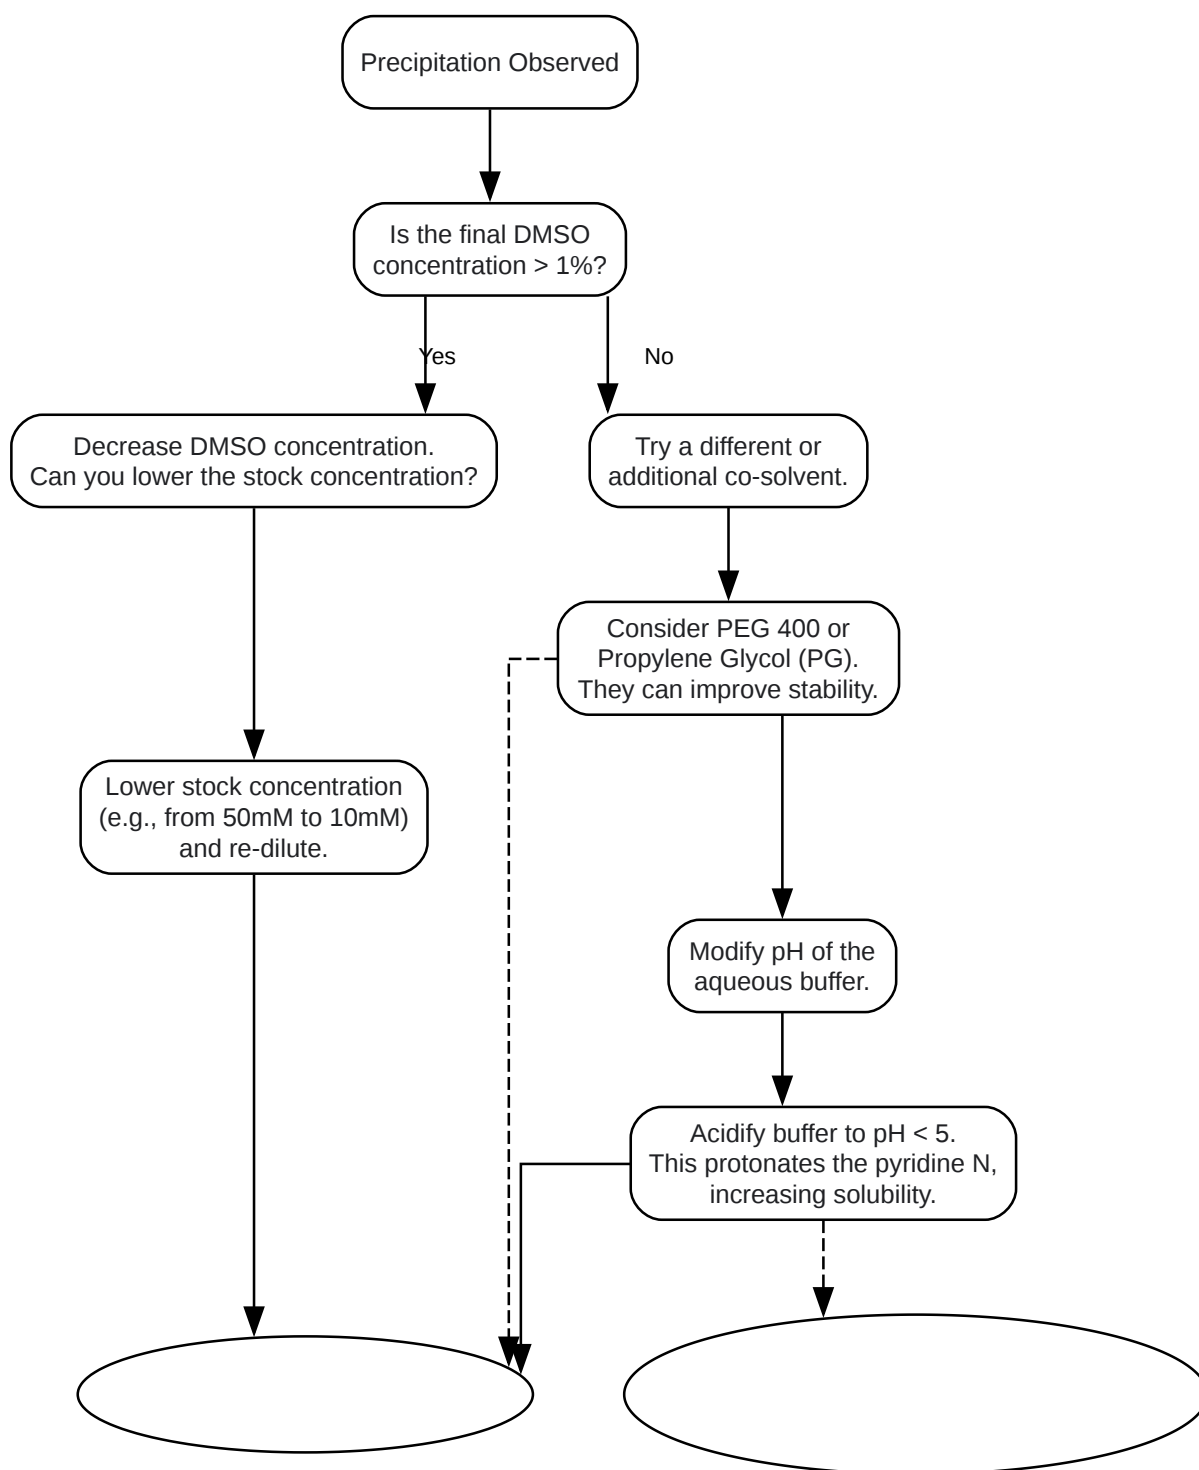 Precipitation Observed
Is the final DMSO
concentration > 1%?
Yes
No
Decrease DMSO concentration.
Can you lower the stock concentration?
Try a different or
additional co-solvent.
Consider PEG 400 or
Propylene Glycol (PG).
They can improve stability.
Lower stock concentration
(e.g., from 50mM to 10mM)
and re-dilute.
Modify pH of the
aqueous buffer.
Acidify buffer to pH < 5.
This protonates the pyridine N,
increasing solubility.